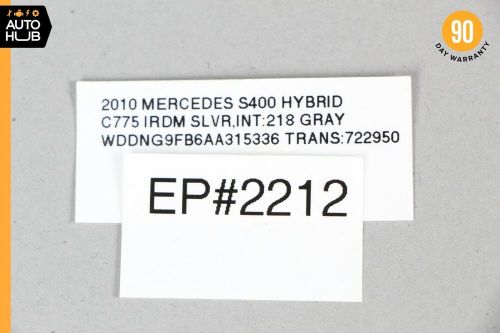 AUTO
HUB
90
DAY WARRANTY
2010 MERCEDES S400 HYBRID
C775 IRDM SLVR,INT:218 GRAY
WDDNG9FB6AA315336 TRANS:722950
EP#2212